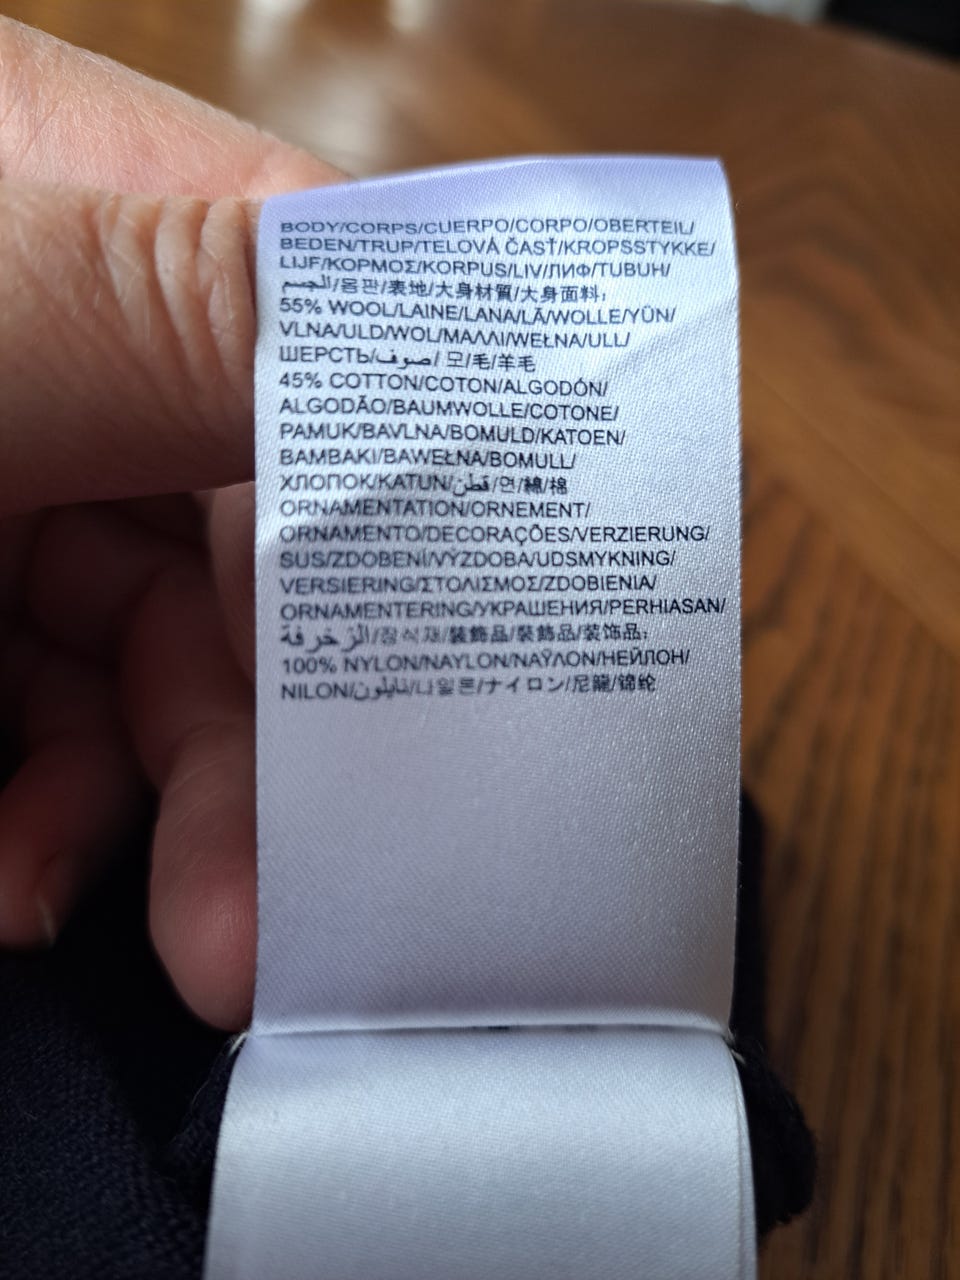 BODY/CORPS/CUERPO/CORPO/OBERTEIL/
BEDEN/TRUP/TELOVÁ ČASŤ/KROPSSTYKKE/
LIJF/ΚΟΡΜΟΣ/KORPUS/LIV/ЛИФ/TUBUH/
الجسم/몸판/表地/大身材質/大身面料:
55% WOOL/LAINE/LANA/LÃ/WOLLE/YÜN/
VLNA/ULD/WOL/ΜΑΛΛΙ/WEŁNA/ULL/
ШЕРСТЬ/صوف/모/毛/羊毛
45% COTTON/COTON/ALGODÓN/
ALGODÃO/BAUMWOLLE/COTONE/
PAMUK/BAVLNA/BOMULD/KATOEN/
BAMBAKI/BAWEŁNA/BOMULL/
ХЛОПОК/KATUN/قطن/면/綿/棉
ORNAMENTATION/ORNEMENT/
ORNAMENTO/DECORAÇÕES/VERZIERUNG/
SUS/ZDOBENÍ/VÝZDOBA/UDSMYKNING/
VERSIERING/ΣΤΟΛΙΣΜΟΣ/ZDOBIENIA/
ORNAMENTERING/УКРАШЕНИЯ/PERHIASAN/
الزخرفة/장식재/装飾品/裝飾品/装饰品:
100% NYLON/NAYLON/ΝΑΫΛΟΝ/НЕЙЛОН/
NILON/نايلون/나일론/ナイロン/尼龍/锦纶